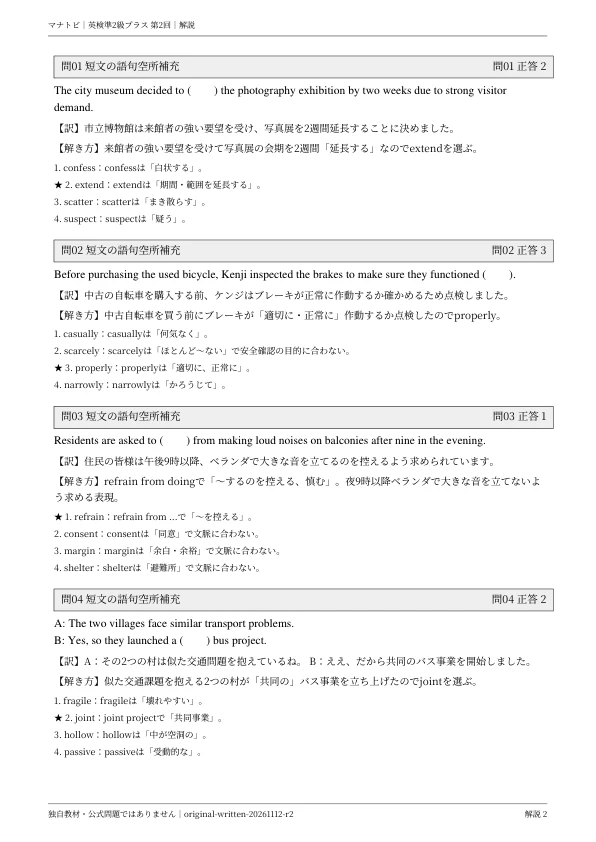 マナトビ｜英検準2級プラス 第2回｜解説
問01 短文の語句空所補充 問01 正答 2
The city museum decided to (　　) the photography exhibition by two weeks due to strong visitor
demand.
【訳】市立博物館は来館者の強い要望を受け、写真展を2週間延長することに決めました。
【解き方】来館者の強い要望を受けて写真展の会期を2週間「延長する」なのでextendを選ぶ。
1. confess：confessは「白状する」。
★ 2. extend：extendは「期間・範囲を延長する」。
3. scatter：scatterは「まき散らす」。
4. suspect：suspectは「疑う」。
問02 短文の語句空所補充 問02 正答 3
Before purchasing the used bicycle, Kenji inspected the brakes to make sure they functioned (　　).
【訳】中古の自転車を購入する前、ケンジはブレーキが正常に作動するか確かめるため点検しました。
【解き方】中古自転車を買う前にブレーキが「適切に・正常に」作動するか点検したのでproperly。
1. casually：casuallyは「何気なく」。
2. scarcely：scarcelyは「ほとんど～ない」で安全確認の目的に合わない。
★ 3. properly：properlyは「適切に、正常に」。
4. narrowly：narrowlyは「かろうじて」。
問03 短文の語句空所補充 問03 正答 1
Residents are asked to (　　) from making loud noises on balconies after nine in the evening.
【訳】住民の皆様は午後9時以降、ベランダで大きな音を立てるのを控えるよう求められています。
【解き方】refrain from doingで「～するのを控える、慎む」。夜9時以降ベランダで大きな音を立てないよ
う求める表現。
★ 1. refrain：refrain from ...で「～を控える」。
2. consent：consentは「同意」で文脈に合わない。
3. margin：marginは「余白・余裕」で文脈に合わない。
4. shelter：shelterは「避難所」で文脈に合わない。
問04 短文の語句空所補充 問04 正答 2
A: The two villages face similar transport problems.
B: Yes, so they launched a (　　) bus project.
【訳】A：その2つの村は似た交通問題を抱えているね。 B：ええ、だから共同のバス事業を開始しました。
【解き方】似た交通課題を抱える2つの村が「共同の」バス事業を立ち上げたのでjointを選ぶ。
1. fragile：fragileは「壊れやすい」。
★ 2. joint：joint projectで「共同事業」。
3. hollow：hollowは「中が空洞の」。
4. passive：passiveは「受動的な」。
独自教材・公式問題ではありません｜original-written-20261112-r2 解説 2